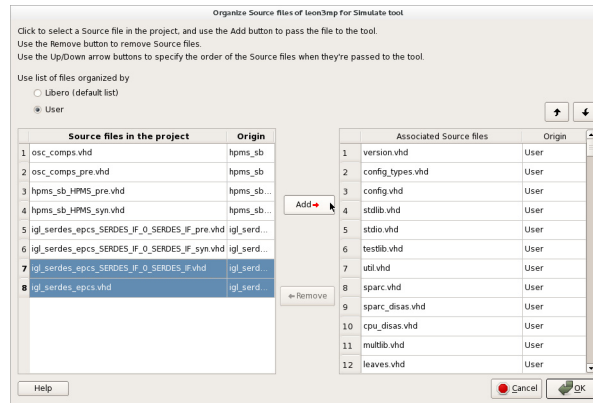 Organize Source files of leon3mp for Simulate tool
Click to select a Source file in the project, and use the Add button to pass the file to the tool.
Use the Remove button to remove Source files.
Use the Up/Down arrow buttons to specify the order of the Source files when they're passed to the tool.
Use list of files organized by
Libero (default list)
User
Source files in the project Origin
1 osc_comps.vhd hpms_sb
2 osc_comps_pre.vhd hpms_sb
3 hpms_sb_HPMS_pre.vhd hpms_sb...
4 hpms_sb_HPMS_syn.vhd hpms_sb...
5 igl_serdes_epcs_SERDES_IF_0_SERDES_IF_pre.vhd igl_serd...
6 igl_serdes_epcs_SERDES_IF_0_SERDES_IF_syn.vhd igl_serd...
7 igl_serdes_epcs_SERDES_IF_0_SERDES_IF.vhd igl_serd...
8 igl_serdes_epcs.vhd igl_serd...
Add
Remove
Associated Source files Origin
1 version.vhd User
2 config_types.vhd User
3 config.vhd User
4 stdlib.vhd User
5 stdio.vhd User
6 testlib.vhd User
7 util.vhd User
8 sparc.vhd User
9 sparc_disas.vhd User
10 cpu_disas.vhd User
11 multlib.vhd User
12 leaves.vhd User
Help
Cancel
OK